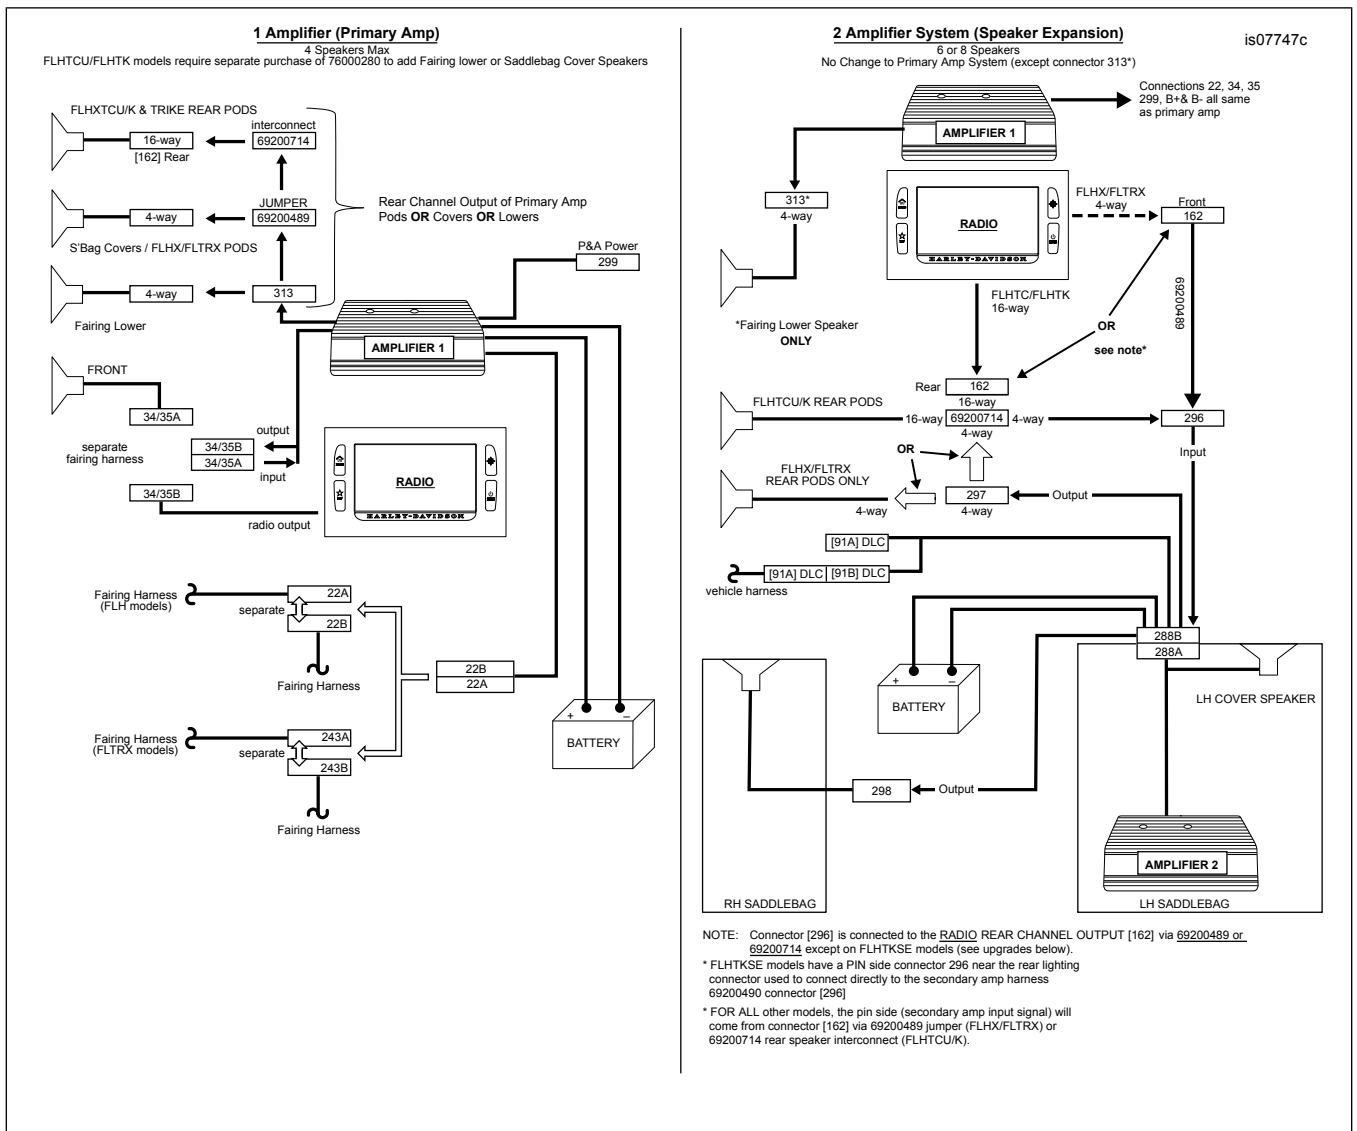 1 Amplifier (Primary Amp)
4 Speakers Max
FLHTCU/FLHTK models require separate purchase of 76000280 to add Fairing lower or Saddlebag Cover Speakers
FLHXTCU/K & TRIKE REAR PODS
interconnect
16-way
69200714
[162] Rear
JUMPER
4-way
69200489
S'Bag Covers / FLHX/FLTRX PODS
Rear Channel Output of Primary Amp
Pods OR Covers OR Lowers
P&A Power
299
4-way
313
Fairing Lower
AMPLIFIER 1
FRONT
34/35A
output
34/35B
34/35A
separate
fairing harness
input
34/35B
radio output
RADIO
HARLEY-DAVIDSON
Fairing Harness
(FLH models)
22A
separate
22B
Fairing Harness
22B
22A
Fairing Harness
(FLTRX models)
243A
separate
243B
Fairing Harness
+
–
BATTERY
2 Amplifier System (Speaker Expansion)
6 or 8 Speakers
No Change to Primary Amp System (except connector 313*)
is07747c
Connections 22, 34, 35
299, B+& B- all same
as primary amp
AMPLIFIER 1
313*
4-way
FLHX/FLTRX
4-way
Front
162
RADIO
HARLEY-DAVIDSON
69200489
FLHTC/FLHTK
16-way
*Fairing Lower Speaker
ONLY
OR
see note*
Rear
162
16-way
FLHTCU/K REAR PODS
16-way
69200714
4-way
4-way
296
Input
OR
FLHX/FLTRX
REAR PODS ONLY
4-way
297
4-way
Output
[91A] DLC
[91A] DLC
[91B] DLC
vehicle harness
288B
288A
+
–
BATTERY
LH COVER SPEAKER
298
Output
AMPLIFIER 2
RH SADDLEBAG
LH SADDLEBAG
NOTE: Connector [296] is connected to the RADIO REAR CHANNEL OUTPUT [162] via 69200489 or
69200714 except on FLHTKSE models (see upgrades below).
* FLHTKSE models have a PIN side connector 296 near the rear lighting
connector used to connect directly to the secondary amp harness
69200490 connector [296]
* FOR ALL other models, the pin side (secondary amp input signal) will
come from connector [162] via 69200489 jumper (FLHX/FLTRX) or
69200714 rear speaker interconnect (FLHTCU/K).